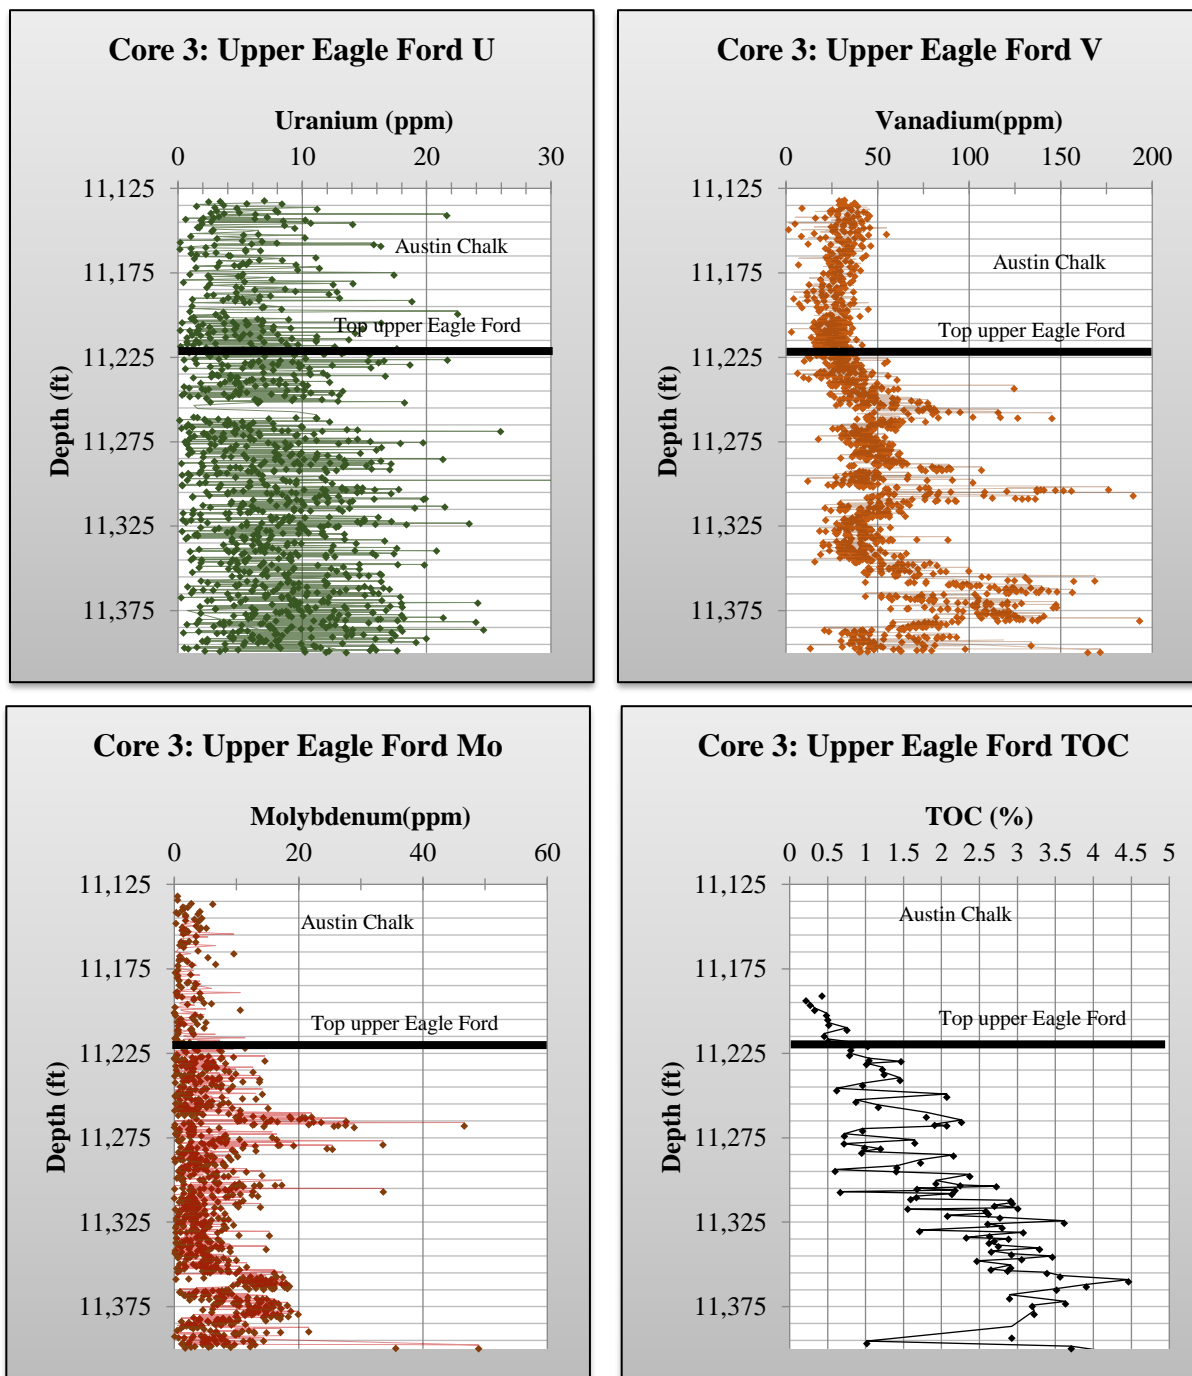 Core 3: Upper Eagle Ford U
Uranium (ppm)
0 10 20 30
11,125
11,175
11,225
11,275
11,325
11,375
Depth (ft)
Austin Chalk
Top upper Eagle Ford
Core 3: Upper Eagle Ford V
Vanadium(ppm)
0 50 100 150 200
11,125
11,175
11,225
11,275
11,325
11,375
Depth (ft)
Austin Chalk
Top upper Eagle Ford
Core 3: Upper Eagle Ford Mo
Molybdenum(ppm)
0 20 40 60
11,125
11,175
11,225
11,275
11,325
11,375
Depth (ft)
Austin Chalk
Top upper Eagle Ford
Core 3: Upper Eagle Ford TOC
TOC (%)
0 0.5 1 1.5 2 2.5 3 3.5 4 4.5 5
11,125
11,175
11,225
11,275
11,325
11,375
Depth (ft)
Austin Chalk
Top upper Eagle Ford